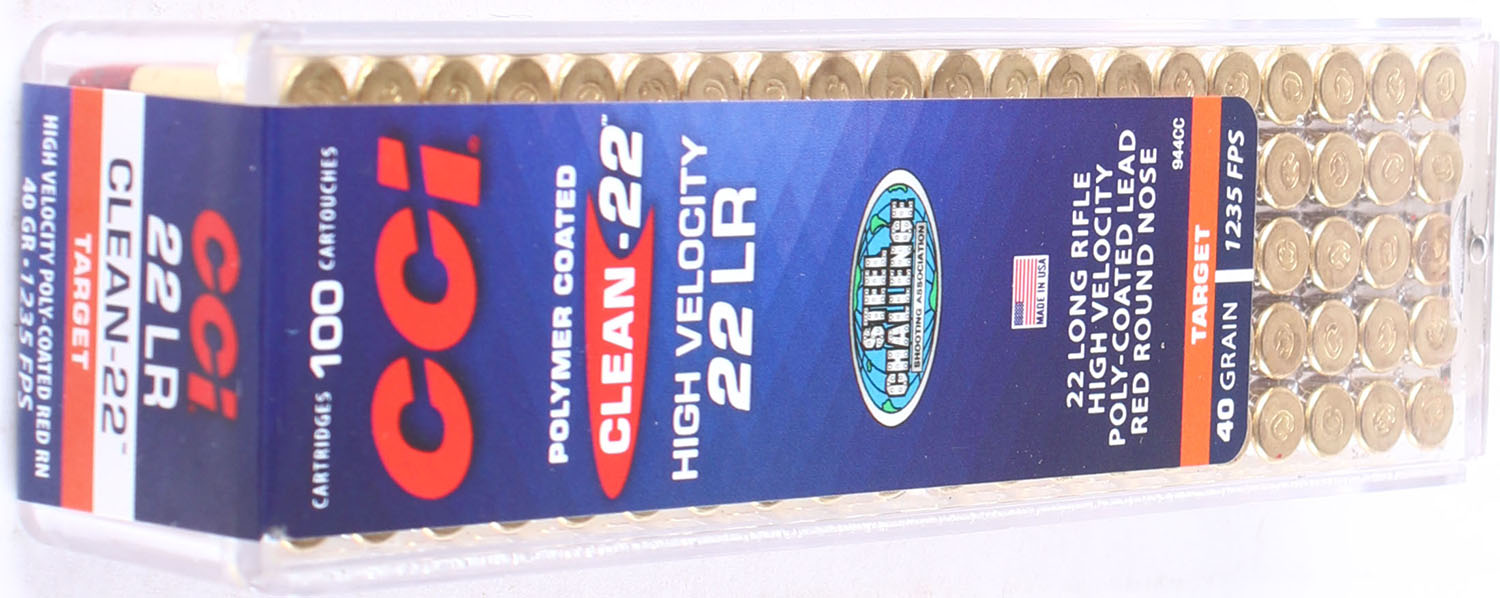 CCI
22 LR
CLEAN-22™
TARGET
HIGH VELOCITY POLY-COATED RED RN
40 GR • 1235 FPS
CARTRIDGES 100 CARTOUCHES
CCI®
POLYMER COATED
CLEAN-22™
HIGH VELOCITY
22 LR
STEEL
CHALLENGE
SHOOTING ASSOCIATION
MADE IN USA
22 LONG RIFLE
HIGH VELOCITY
POLY-COATED LEAD
RED ROUND NOSE
944CC
TARGET
40 GRAIN 1235 FPS